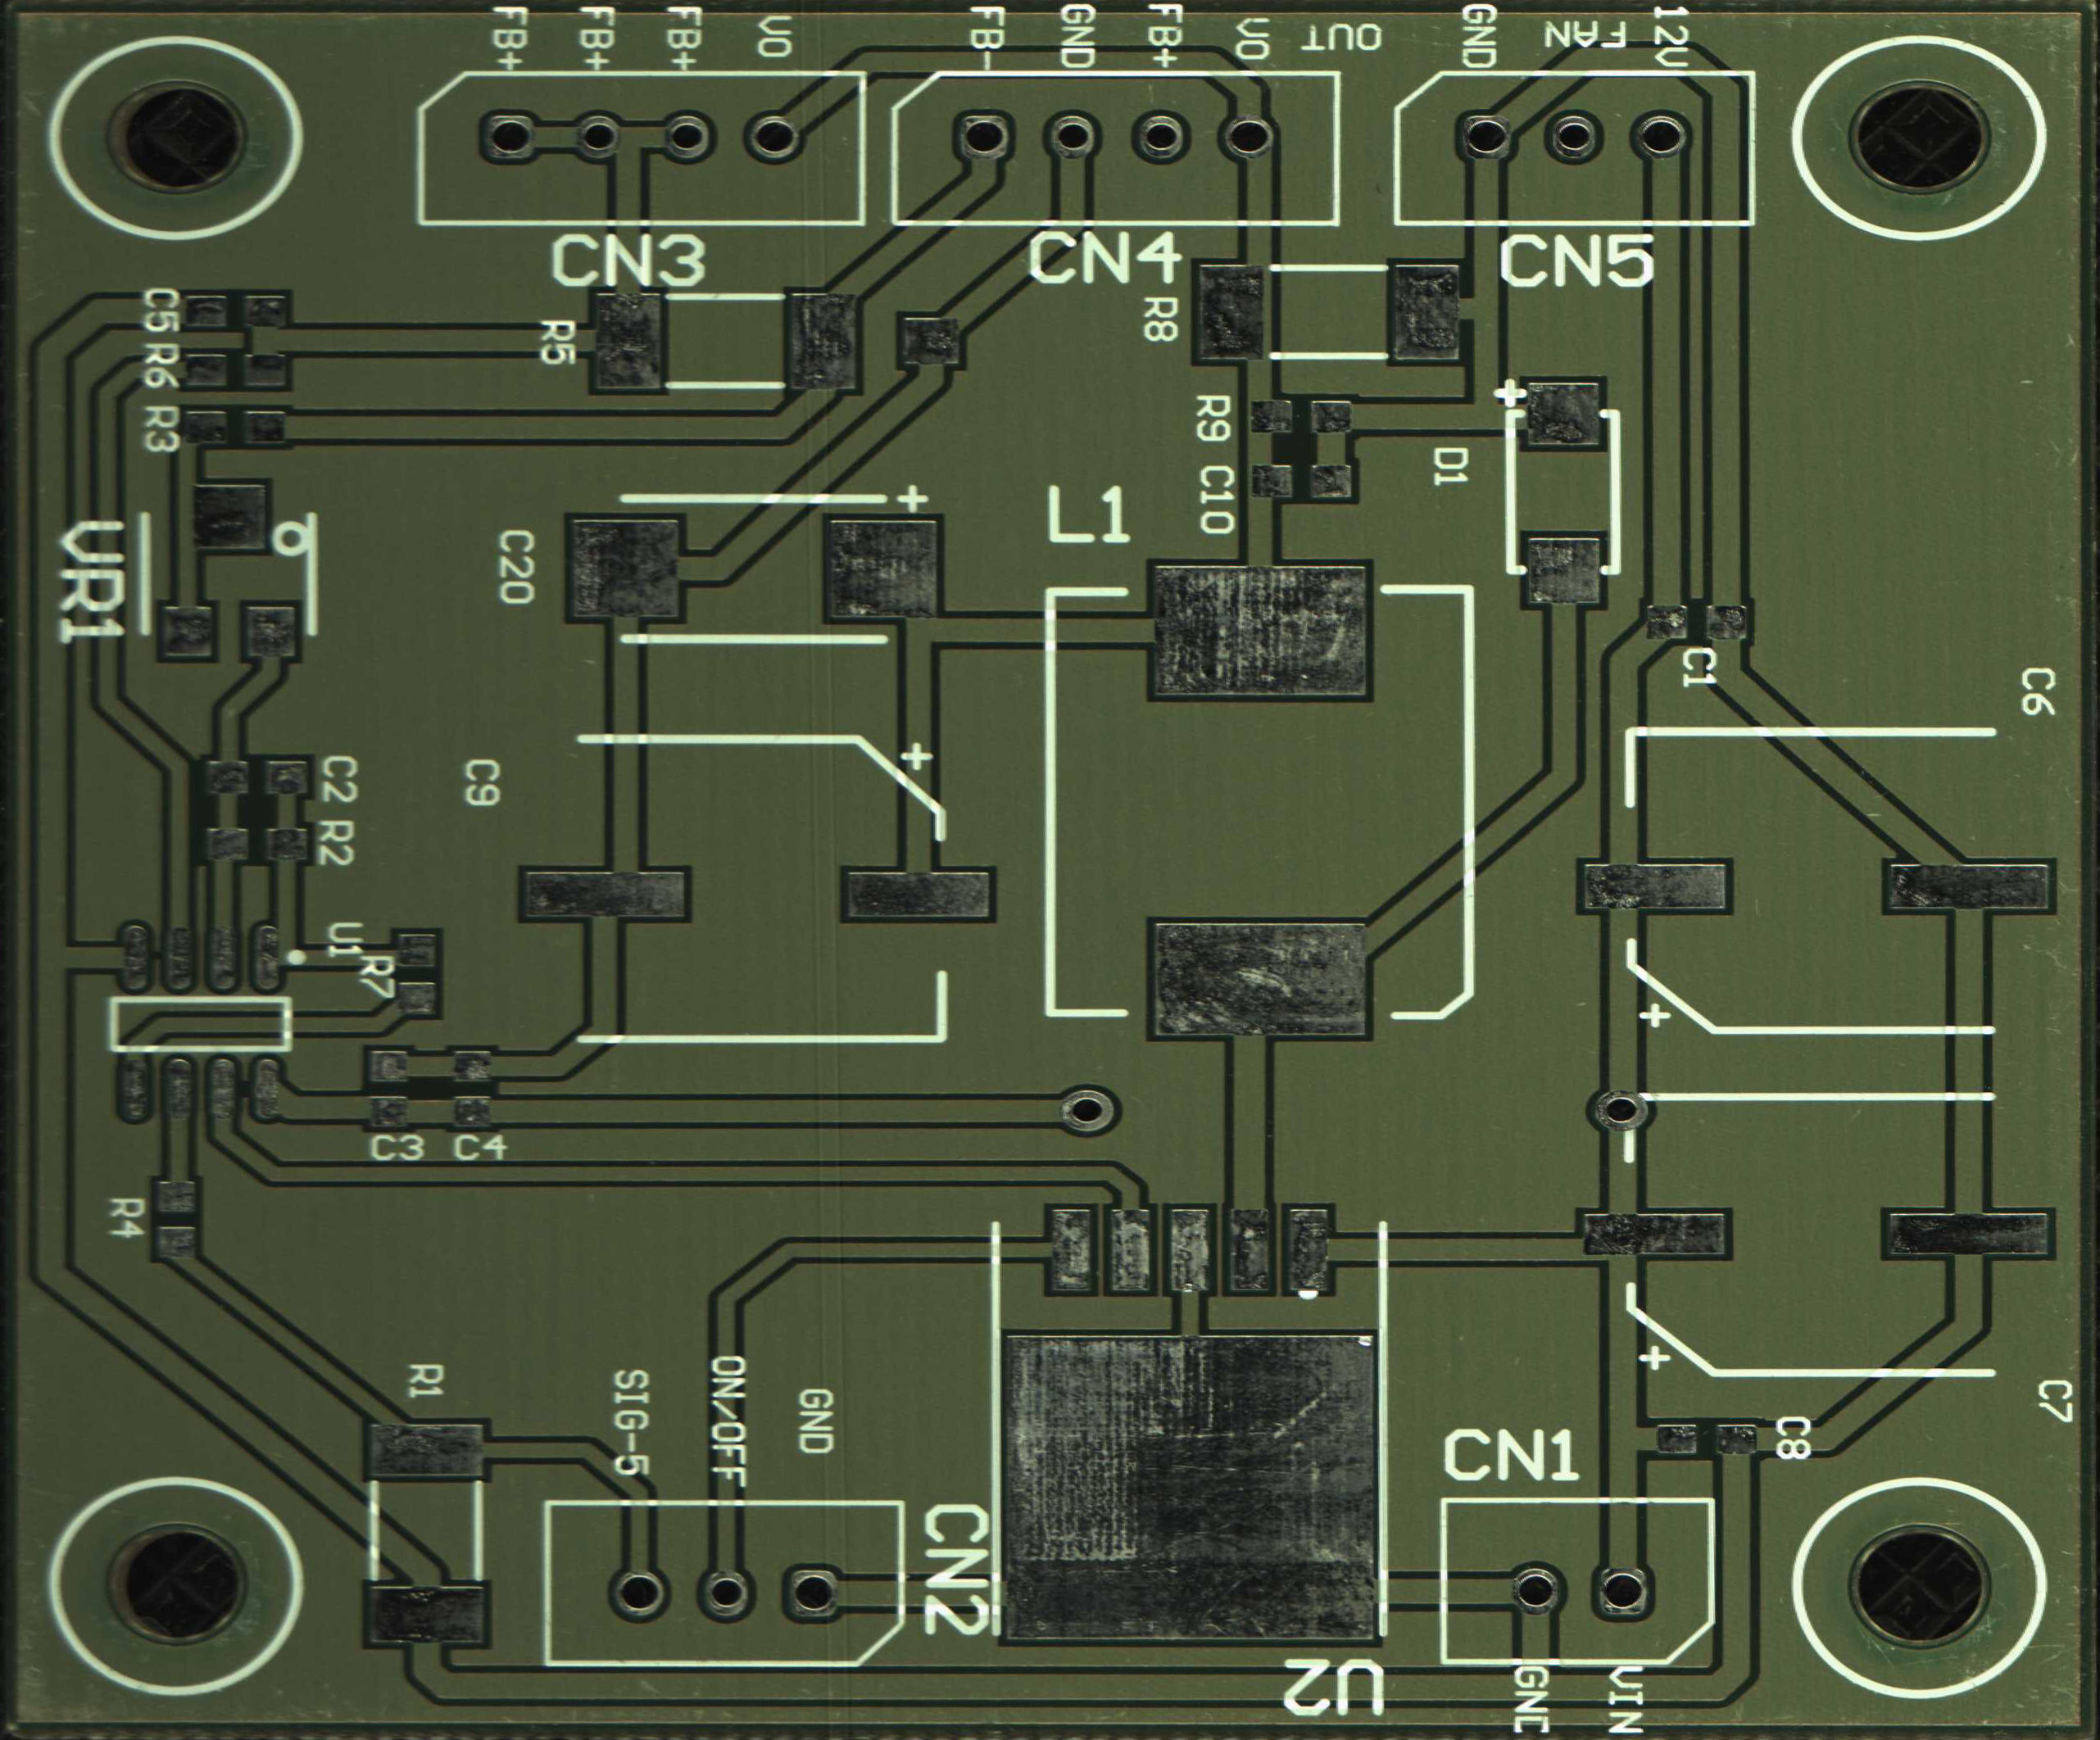 FB+
FB+
FB+
VO
FB-
GND
FB+
VO
OUT
GND
FAN
12V
CN3
CN4
CN5
C5
R6
R3
R5
R8
R9
C10
D1
VR1
C20
L1
C1
C6
C2
R2
C9
U1
R7
C3
C4
R4
R1
SIG-5
ON/OFF
GND
CN2
CN1
C8
C7
U2
GND
VIN